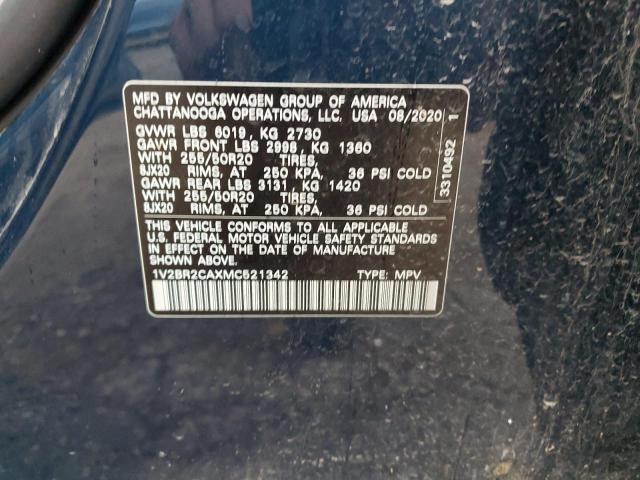 MFD BY VOLKSWAGEN GROUP OF AMERICA
CHATTANOOGA OPERATIONS, LLC. USA 08/2020
GVWR LBS 6019, KG 2730
GAWR FRONT LBS 2998, KG 1360
WITH 255/50R20 TIRES,
8JX20 RIMS, AT 250 KPA, 36 PSI COLD
GAWR REAR LBS 3131, KG 1420
WITH 255/50R20 TIRES,
8JX20 RIMS, AT 250 KPA, 36 PSI COLD
THIS VEHICLE CONFORMS TO ALL APPLICABLE
U.S. FEDERAL MOTOR VEHICLE SAFETY STANDARDS
IN EFFECT ON THE DATE OF MANUFACTURE
SHOWN ABOVE
1V2BR2CAXMC521342 TYPE: MPV
3310492 1